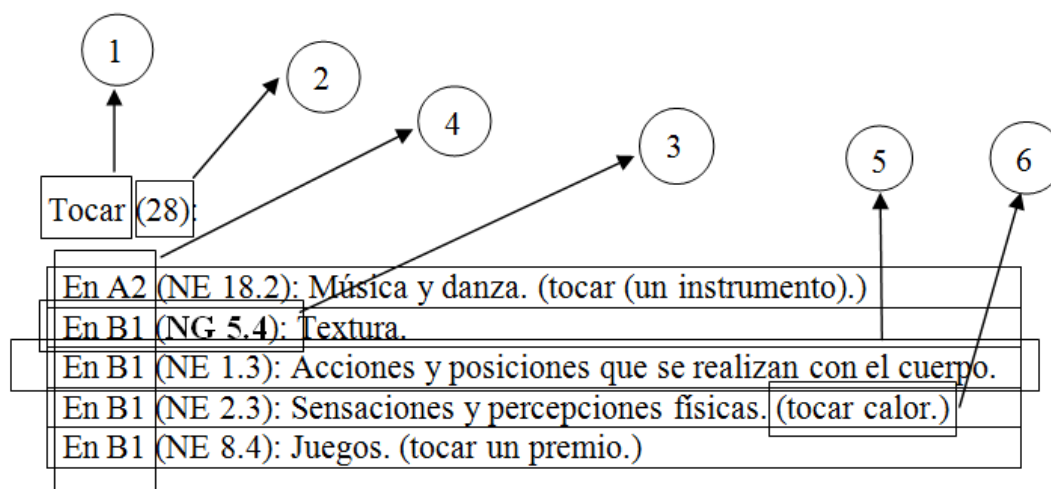 1
2
4
3
5
6
Tocar (28):
En A2 (NE 18.2): Música y danza. (tocar (un instrumento).)
En B1 (NG 5.4): Textura.
En B1 (NE 1.3): Acciones y posiciones que se realizan con el cuerpo.
En B1 (NE 2.3): Sensaciones y percepciones físicas. (tocar calor.)
En B1 (NE 8.4): Juegos. (tocar un premio.)